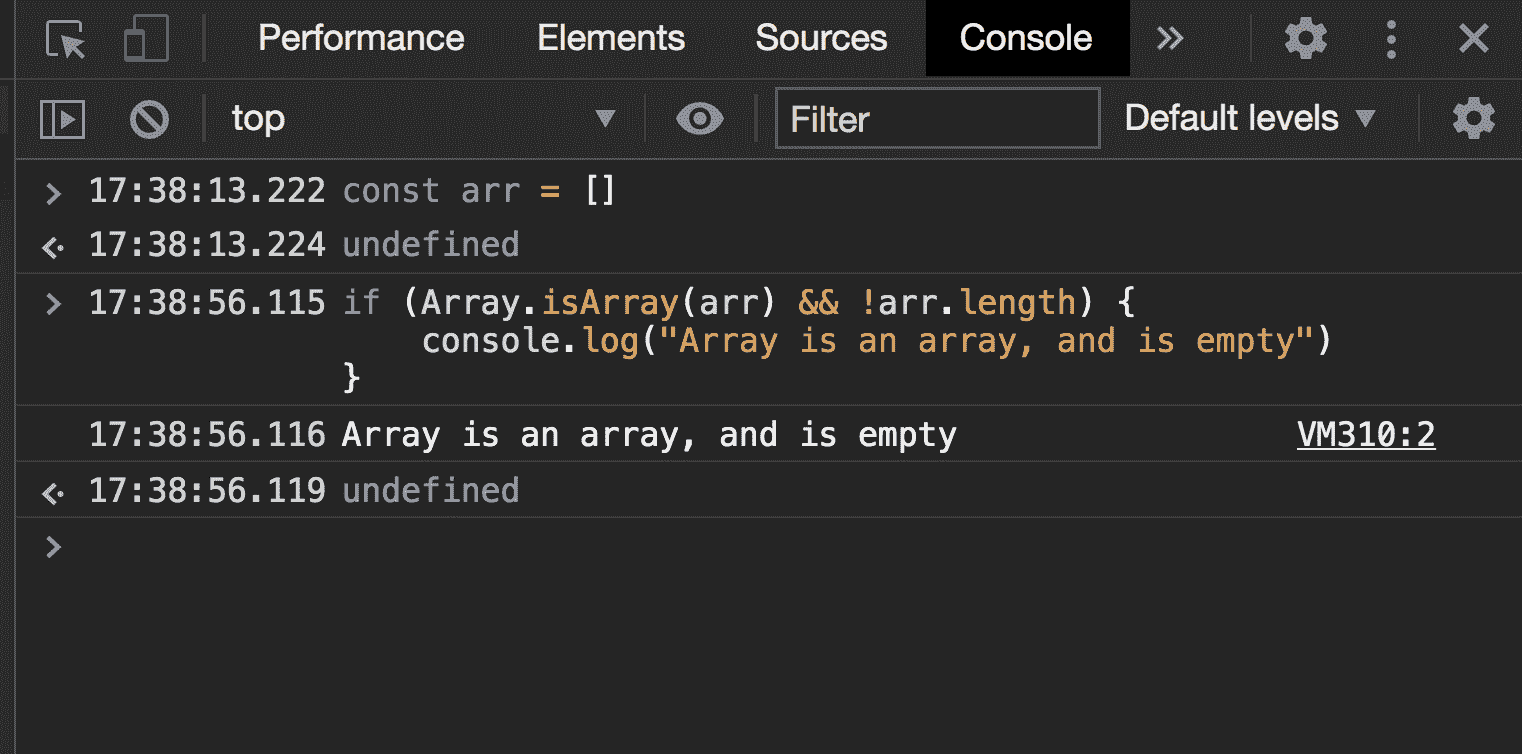 Performance Elements Sources Console
top Filter Default levels
17:38:13.222 const arr = []
17:38:13.224 undefined
17:38:56.115 if (Array.isArray(arr) && !arr.length) {
console.log("Array is an array, and is empty")
}
17:38:56.116 Array is an array, and is empty VM310:2
17:38:56.119 undefined